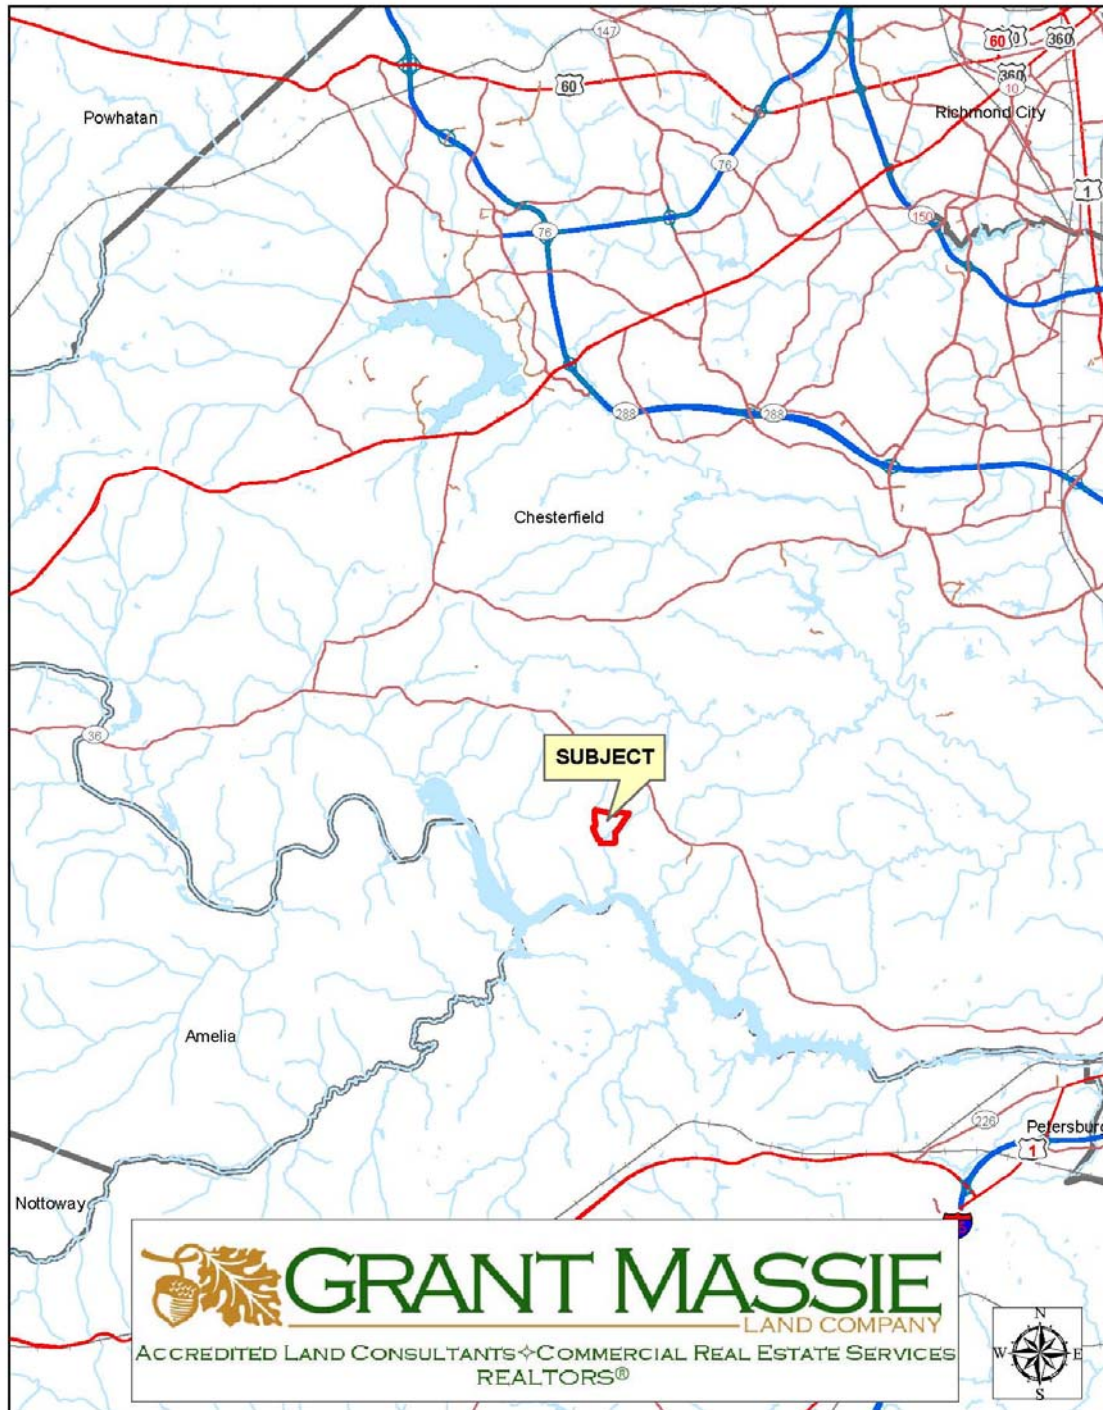 147
60
360
60
360
10
Powhatan
Richmond City
76
1
150
76
288
288
Chesterfield
SUBJECT
36
Amelia
226
Petersburg
1
Nottoway
GRANT MASSIE
LAND COMPANY
ACCREDITED LAND CONSULTANTS✧COMMERCIAL REAL ESTATE SERVICES
REALTORS®
N
W E
S